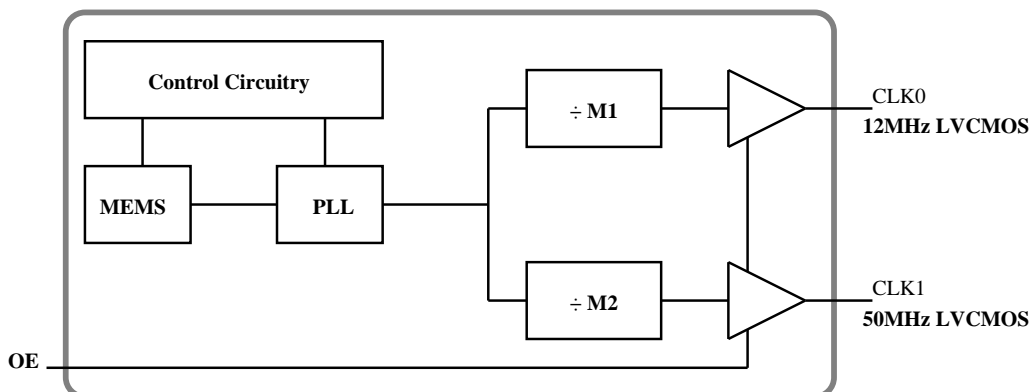 Control Circuitry
MEMS
PLL
÷ M1
÷ M2
CLK0
12MHz LVCMOS
CLK1
50MHz LVCMOS
OE